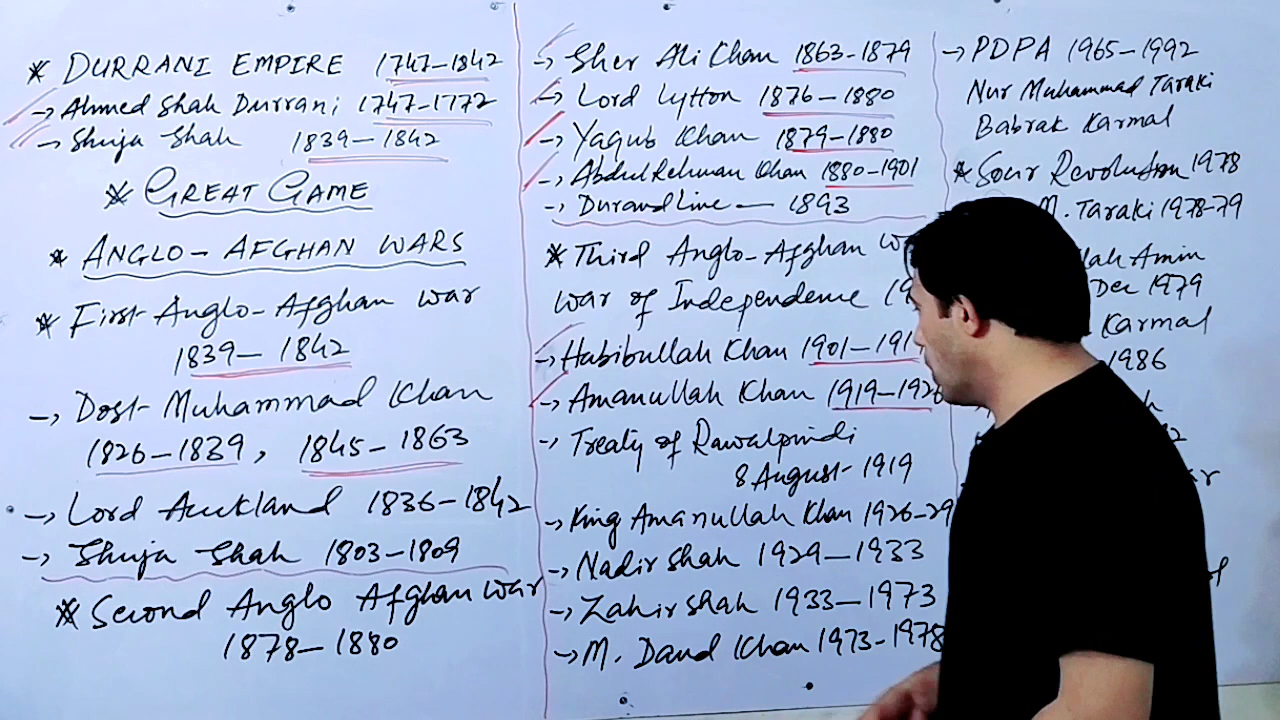 * DURRANI EMPIRE 1747-1842
→ Ahmed Shah Durrani 1747-1772
→ Shuja Shah 1839-1842
* GREAT GAME
* ANGLO-AFGHAN WARS
* First Anglo-Afghan war
1839-1842
→ Dost Muhammad Khan
1826-1839, 1845-1863
→ Lord Auckland 1836-1842
→ Shuja Shah 1803-1809
* Second Anglo Afghan war
1878-1880
→ Sher Ali Khan 1863-1879
→ Lord Lytton 1876-1880
→ Yaqub Khan 1879-1880
→ Abdul Rehman Khan 1880-1901
→ Durand Line - 1893
* Third Anglo-Afghan
War of Independence
→ Habibullah Khan 1901-191
→ Amanullah Khan 1919-1926
→ Treaty of Rawalpindi
8 August-1919
→ King Amanullah Khan 1926-29
→ Nadir Shah 1929-1933
→ Zahir Shah 1933-1973
→ M. Daud Khan 1973-1978
→ PDPA 1965-1992
Nur Muhammad Taraki
Babrak Karmal
* Sour Revolution 1978
M. Taraki 1978-79
lah Amin
Dec 1979
Karmal
1986